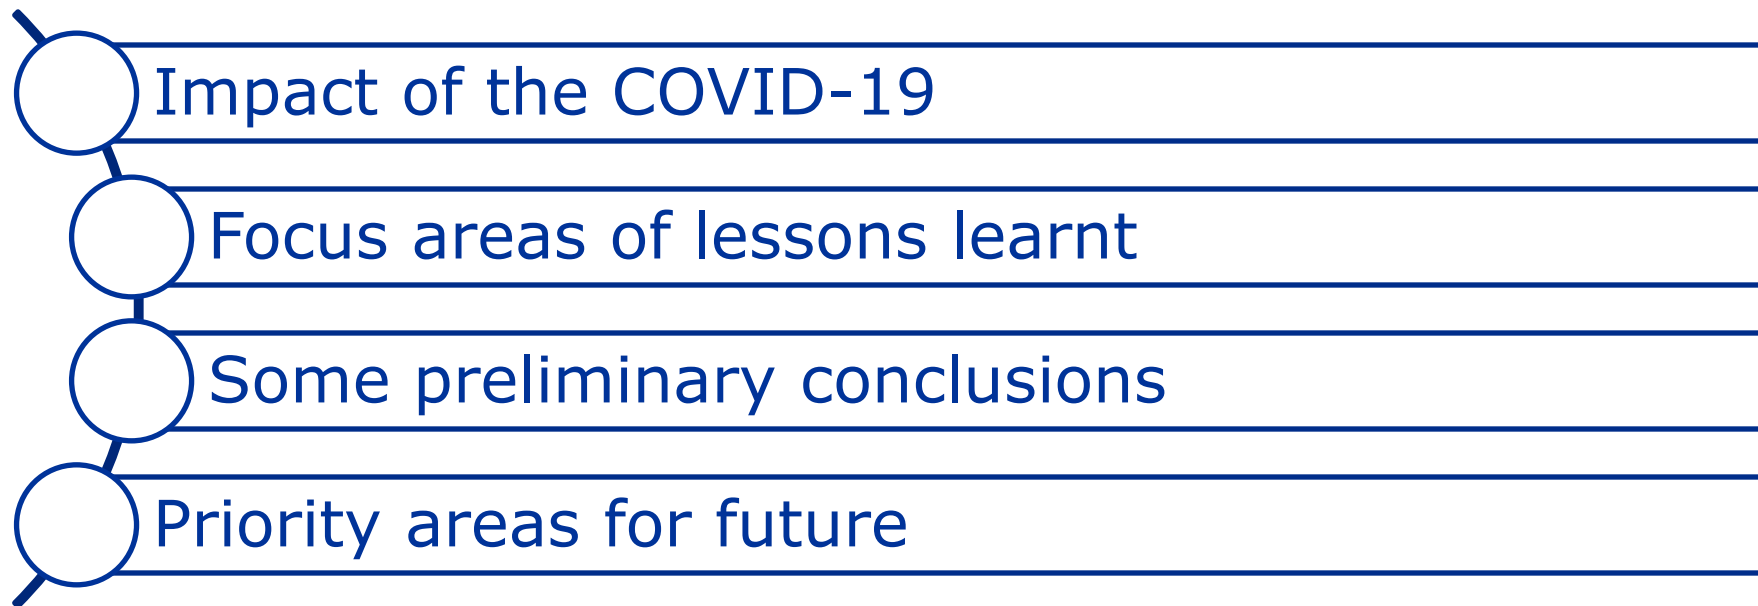 Impact of the COVID-19
Focus areas of lessons learnt
Some preliminary conclusions
Priority areas for future